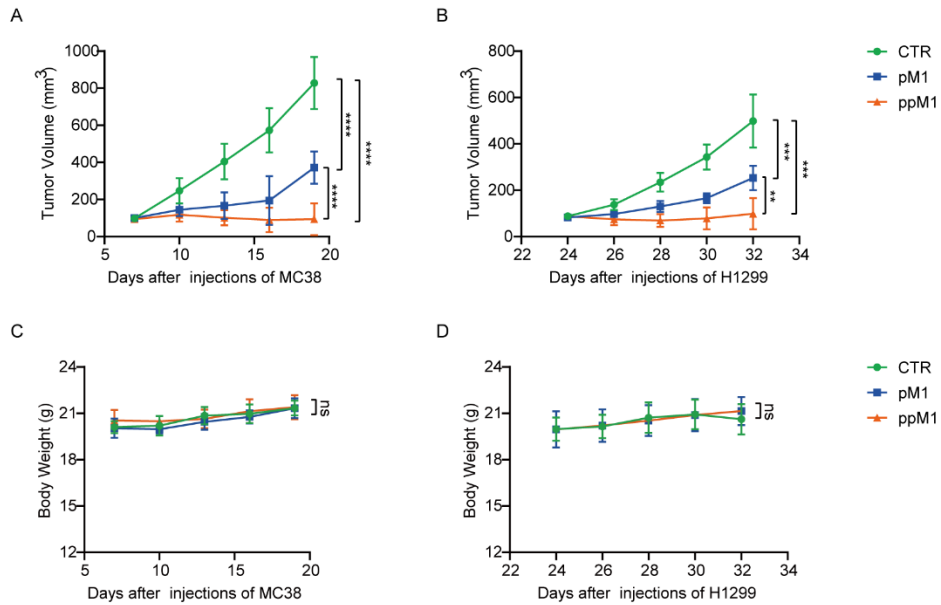 A
1000
800
600
400
200
0
Tumor Volume (mm3)
5
10
15
20
Days after injections of MC38
****
****
****
B
800
600
400
200
0
Tumor Volume (mm3)
22
24
26
28
30
32
34
Days after injections of H1299
***
**
***
CTR
pM1
ppM1
C
24
21
18
15
12
Body Weight (g)
5
10
15
20
Days after injections of MC38
ns
D
24
21
18
15
12
Body Weight (g)
22
24
26
28
30
32
34
Days after injections of H1299
ns
CTR
pM1
ppM1